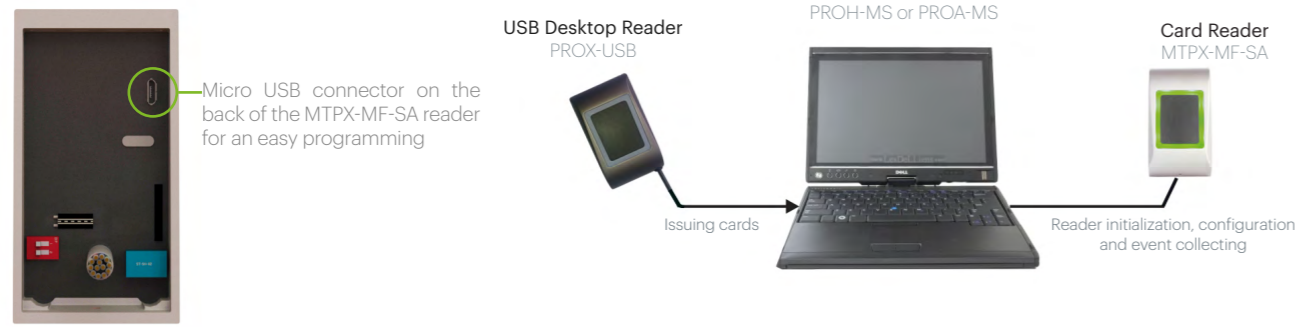 Micro USB connector on the
back of the MTPX-MF-SA reader
for an easy programming
USB Desktop Reader
PROX-USB
Issuing cards
PROH-MS or PROA-MS
DELL
Card Reader
MTPX-MF-SA
Reader initialization, configuration
and event collecting